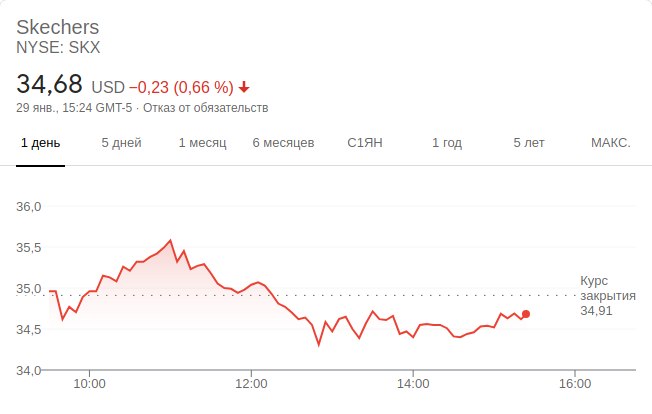 Skechers
NYSE: SKX
34,68 USD −0,23 (0,66 %)
29 янв., 15:24 GMT-5 · Отказ от обязательств
1 день 5 дней 1 месяц 6 месяцев С1ЯН 1 год 5 лет МАКС.
36,0
35,5
35,0
34,5
34,0
Курс
закрытия
34,91
10:00 12:00 14:00 16:00